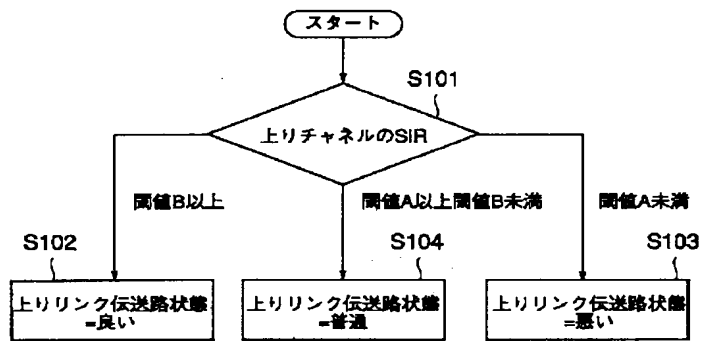 スタート
S101
上りチャネルのSIR
閾値B以上
閾値A以上閾値B未満
閾値A未満
S102
S104
S103
上りリンク伝送路状態
=良い
上りリンク伝送路状態
=普通
上りリンク伝送路状態
=悪い